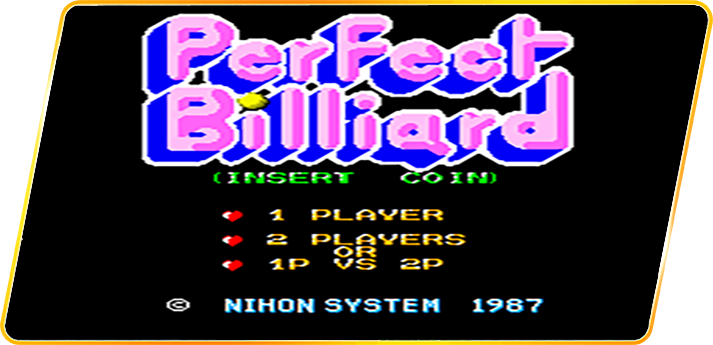 Perfect
Billiard
(INSERT COIN)
1 PLAYER
2 PLAYERS
OR
1P VS 2P
© NIHON SYSTEM 1987